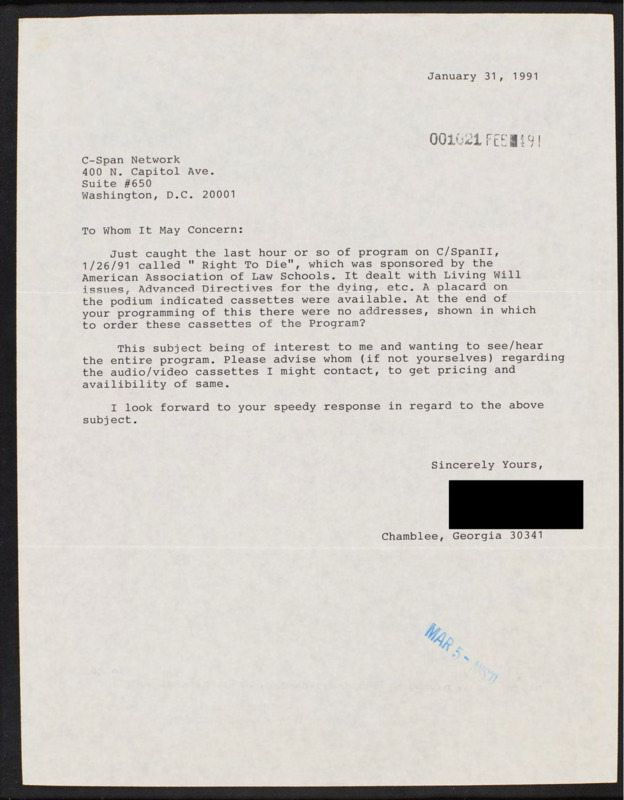 January 31, 1991
001021 FEB 491
C-Span Network
400 N. Capitol Ave.
Suite #650
Washington, D.C. 20001
To Whom It May Concern:
Just caught the last hour or so of program on C/SpanII,
1/26/91 called " Right To Die", which was sponsored by the
American Association of Law Schools. It dealt with Living Will
issues, Advanced Directives for the dying, etc. A placard on
the podium indicated cassettes were available. At the end of
your programming of this there were no addresses, shown in which
to order these cassettes of the Program?
This subject being of interest to me and wanting to see/hear
the entire program. Please advise whom (if not yourselves) regarding
the audio/video cassettes I might contact, to get pricing and
availibility of same.
I look forward to your speedy response in regard to the above
subject.
Sincerely Yours,
Chamblee, Georgia 30341
MAR 5-